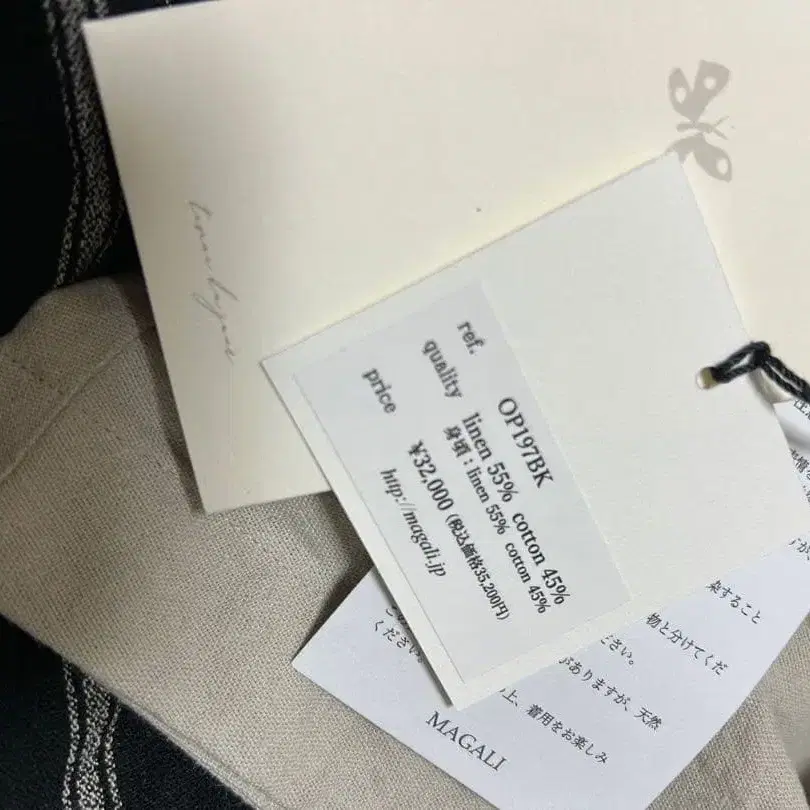 ref. OP197BK
quality linen 55% cotton 45%
身頃：linen 55% cotton 45%
price ¥32,000 (税込価格35,200円)
http://magali.jp
染すること
物と分けてくだ
さい。
がありますが、天然
ください。
上、着用をお楽しみ
MAGALI